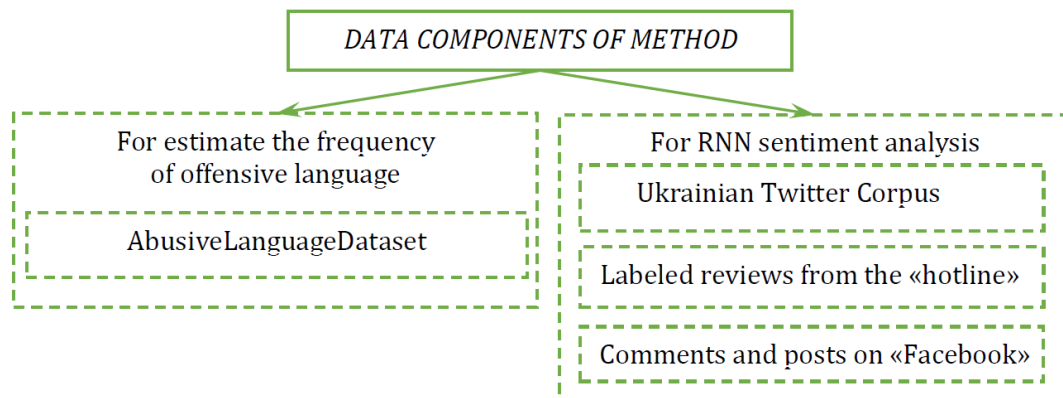 DATA COMPONENTS OF METHOD
For estimate the frequency
of offensive language
AbusiveLanguageDataset
For RNN sentiment analysis
Ukrainian Twitter Corpus
Labeled reviews from the «hotline»
Comments and posts on «Facebook»